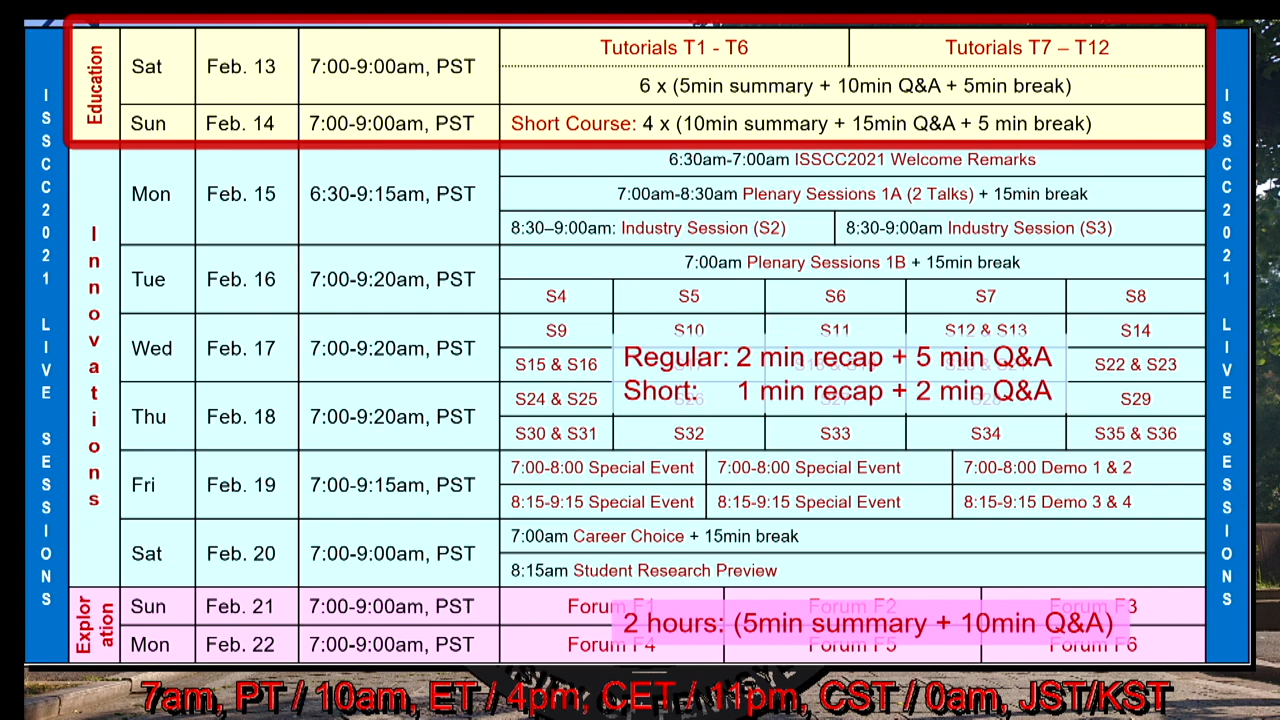 ISSCC2021 LIVE SESSIONS
Education
Sat Feb. 13 7:00-9:00am, PST
Tutorials T1 - T6 Tutorials T7 – T12
6 x (5min summary + 10min Q&A + 5min break)
Sun Feb. 14 7:00-9:00am, PST Short Course: 4 x (10min summary + 15min Q&A + 5 min break)
Innovations
6:30am-7:00am ISSCC2021 Welcome Remarks
Mon Feb. 15 6:30-9:15am, PST 7:00am-8:30am Plenary Sessions 1A (2 Talks) + 15min break
8:30–9:00am: Industry Session (S2) 8:30-9:00am Industry Session (S3)
Tue Feb. 16 7:00-9:20am, PST 7:00am Plenary Sessions 1B + 15min break
S4 S5 S6 S7 S8
Wed Feb. 17 7:00-9:20am, PST S9 S10 S11 S12 & S13 S14
S15 & S16 S22 & S23
Regular: 2 min recap + 5 min Q&A
Short: 1 min recap + 2 min Q&A
Thu Feb. 18 7:00-9:20am, PST S24 & S25 S26 S29
S30 & S31 S32 S33 S34 S35 & S36
Fri Feb. 19 7:00-9:15am, PST 7:00-8:00 Special Event 7:00-8:00 Special Event 7:00-8:00 Demo 1 & 2
8:15-9:15 Special Event 8:15-9:15 Special Event 8:15-9:15 Demo 3 & 4
Sat Feb. 20 7:00-9:00am, PST 7:00am Career Choice + 15min break
8:15am Student Research Preview
Exploration
Sun Feb. 21 7:00-9:00am, PST Forum F1 Forum F2 Forum F3
2 hours: (5min summary + 10min Q&A)
Mon Feb. 22 7:00-9:00am, PST Forum F4 Forum F5 Forum F6
ISSCC2021 LIVE SESSIONS
7am, PT / 10am, ET / 4pm, CET / 11pm, CST / 0am, JST/KST